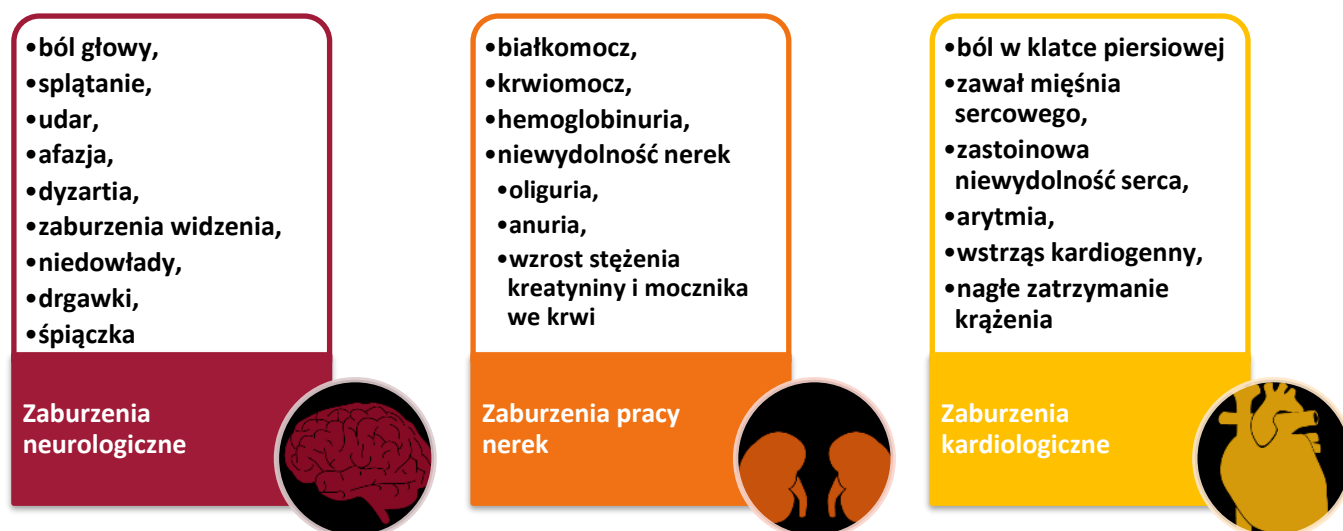 •ból głowy,
•splątanie,
•udar,
•afazja,
•dyzartia,
•zaburzenia widzenia,
•niedowłady,
•drgawki,
•śpiączka
Zaburzenia
neurologiczne
•białkomocz,
•krwiomocz,
•hemoglobinuria,
•niewydolność nerek
•oliguria,
•anuria,
•wzrost stężenia
kreatyniny i mocznika
we krwi
Zaburzenia pracy
nerek
•ból w klatce piersiowej
•zawał mięśnia
sercowego,
•zastoinowa
niewydolność serca,
•arytmia,
•wstrząs kardiogenny,
•nagłe zatrzymanie
krążenia
Zaburzenia
kardiologiczne